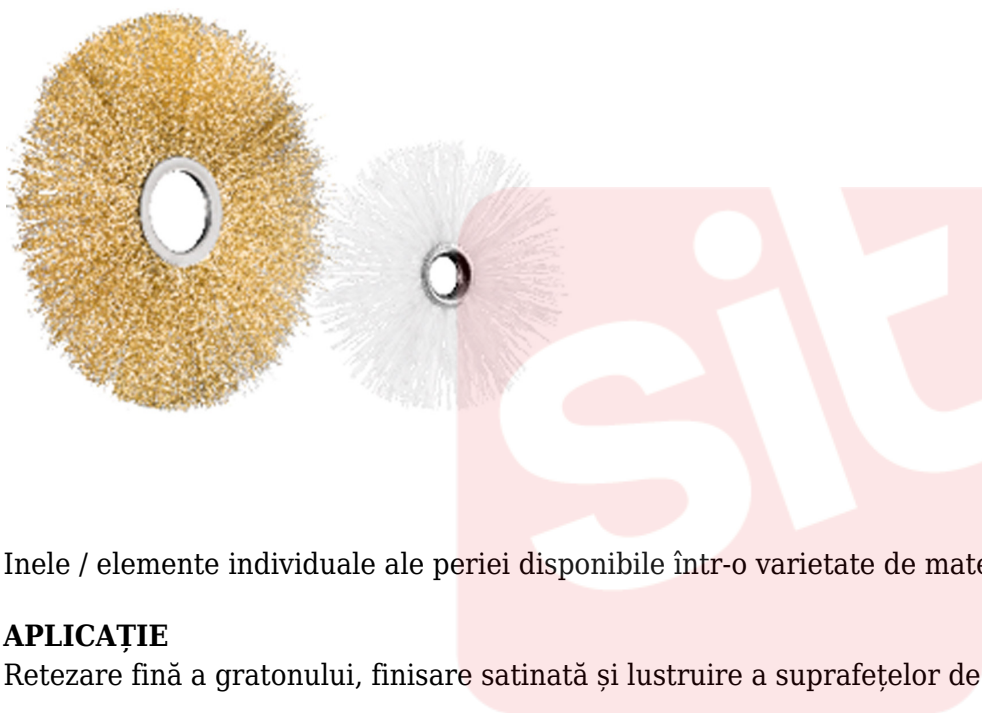 sit
Inele / elemente individuale ale periei disponibile într-o varietate de mate
APLICAȚIE
Retezare fină a gratonului, finisare satinată și lustruire a suprafețelor de